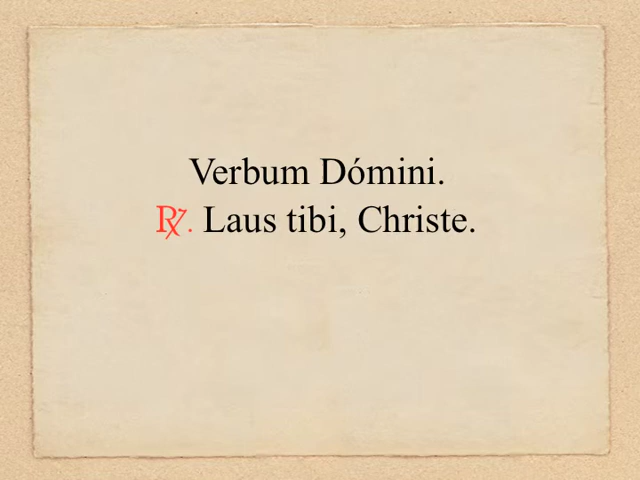 Verbum Dómini.
℟. Laus tibi, Christe.